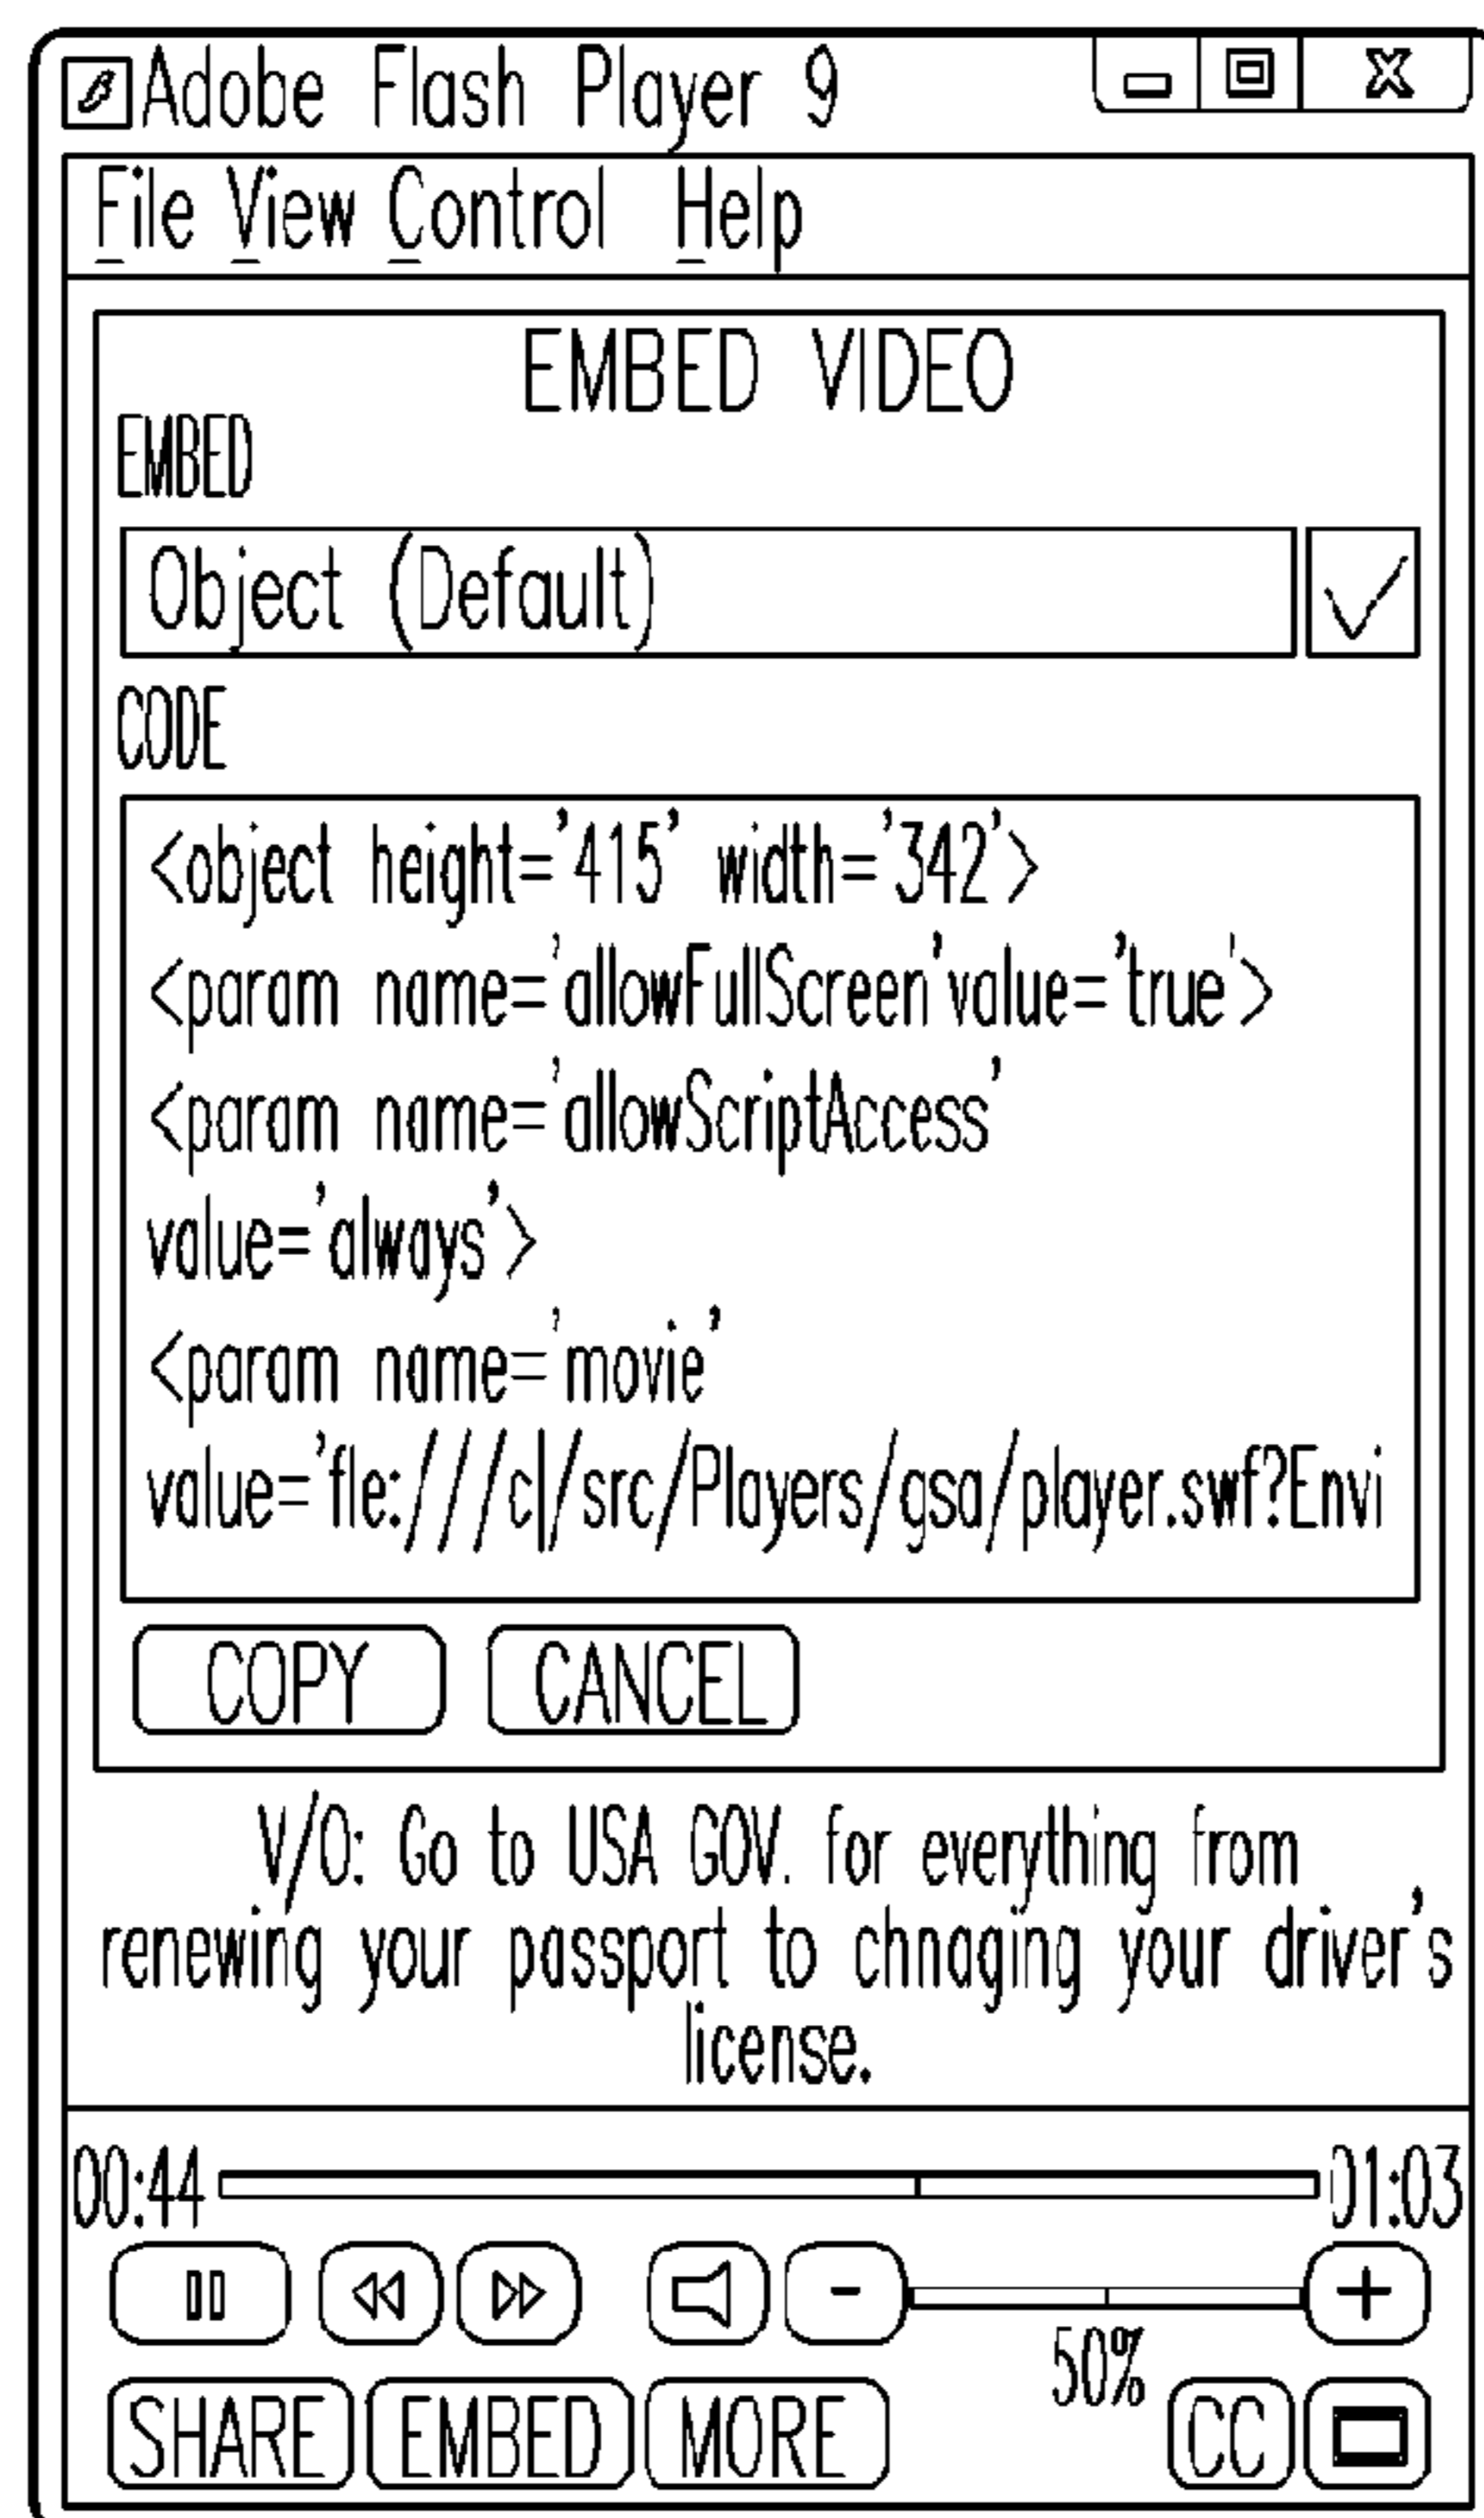 Adobe Flash Player 9
File View Control Help
EMBED VIDEO
EMBED
Object (Default)
CODE
<object height='415' width='342'>
<param name='allowFullScreen'value='true'>
<param name='allowScriptAccess'
value='always'>
<param name='movie'
value='fle:///c|/src/Players/gsa/player.swf?Envi
COPY CANCEL
V/O: Go to USA GOV. for everything from
renewing your passport to chnaging your driver's
license.
00:44 01:03
- +
50%
SHARE EMBED MORE CC